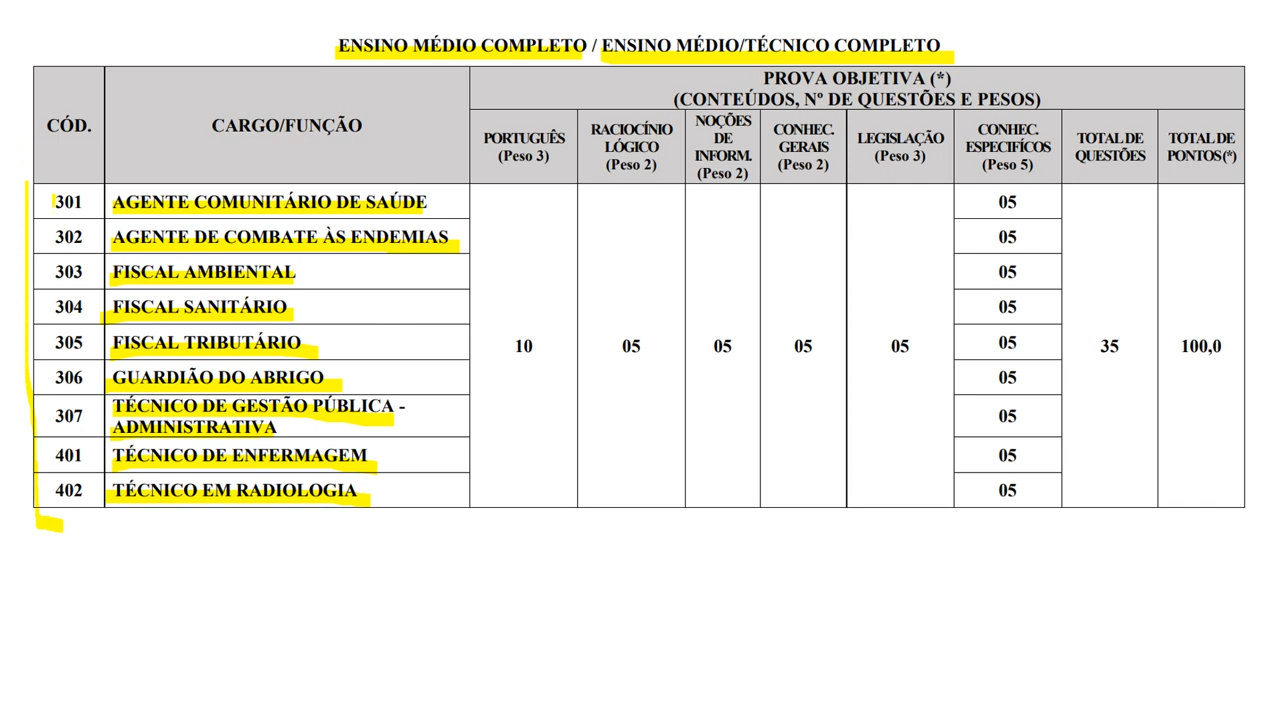 ENSINO MÉDIO COMPLETO / ENSINO MÉDIO/TÉCNICO COMPLETO
CÓD.
CARGO/FUNÇÃO
PROVA OBJETIVA (*)
(CONTEÚDOS, Nº DE QUESTÕES E PESOS)
PORTUGUÊS
(Peso 3)
RACIOCÍNIO
LÓGICO
(Peso 2)
NOÇÕES
DE
INFORM.
(Peso 2)
CONHEC.
GERAIS
(Peso 2)
LEGISLAÇÃO
(Peso 3)
CONHEC.
ESPECIFÍCOS
(Peso 5)
TOTAL DE
QUESTÕES
TOTAL DE
PONTOS (*)
301 AGENTE COMUNITÁRIO DE SAÚDE 05
302 AGENTE DE COMBATE ÀS ENDEMIAS 05
303 FISCAL AMBIENTAL 05
304 FISCAL SANITÁRIO 05
305 FISCAL TRIBUTÁRIO 05
10 05 05 05 05 35 100,0
306 GUARDIÃO DO ABRIGO 05
307 TÉCNICO DE GESTÃO PÚBLICA -
ADMINISTRATIVA 05
401 TÉCNICO DE ENFERMAGEM 05
402 TÉCNICO EM RADIOLOGIA 05